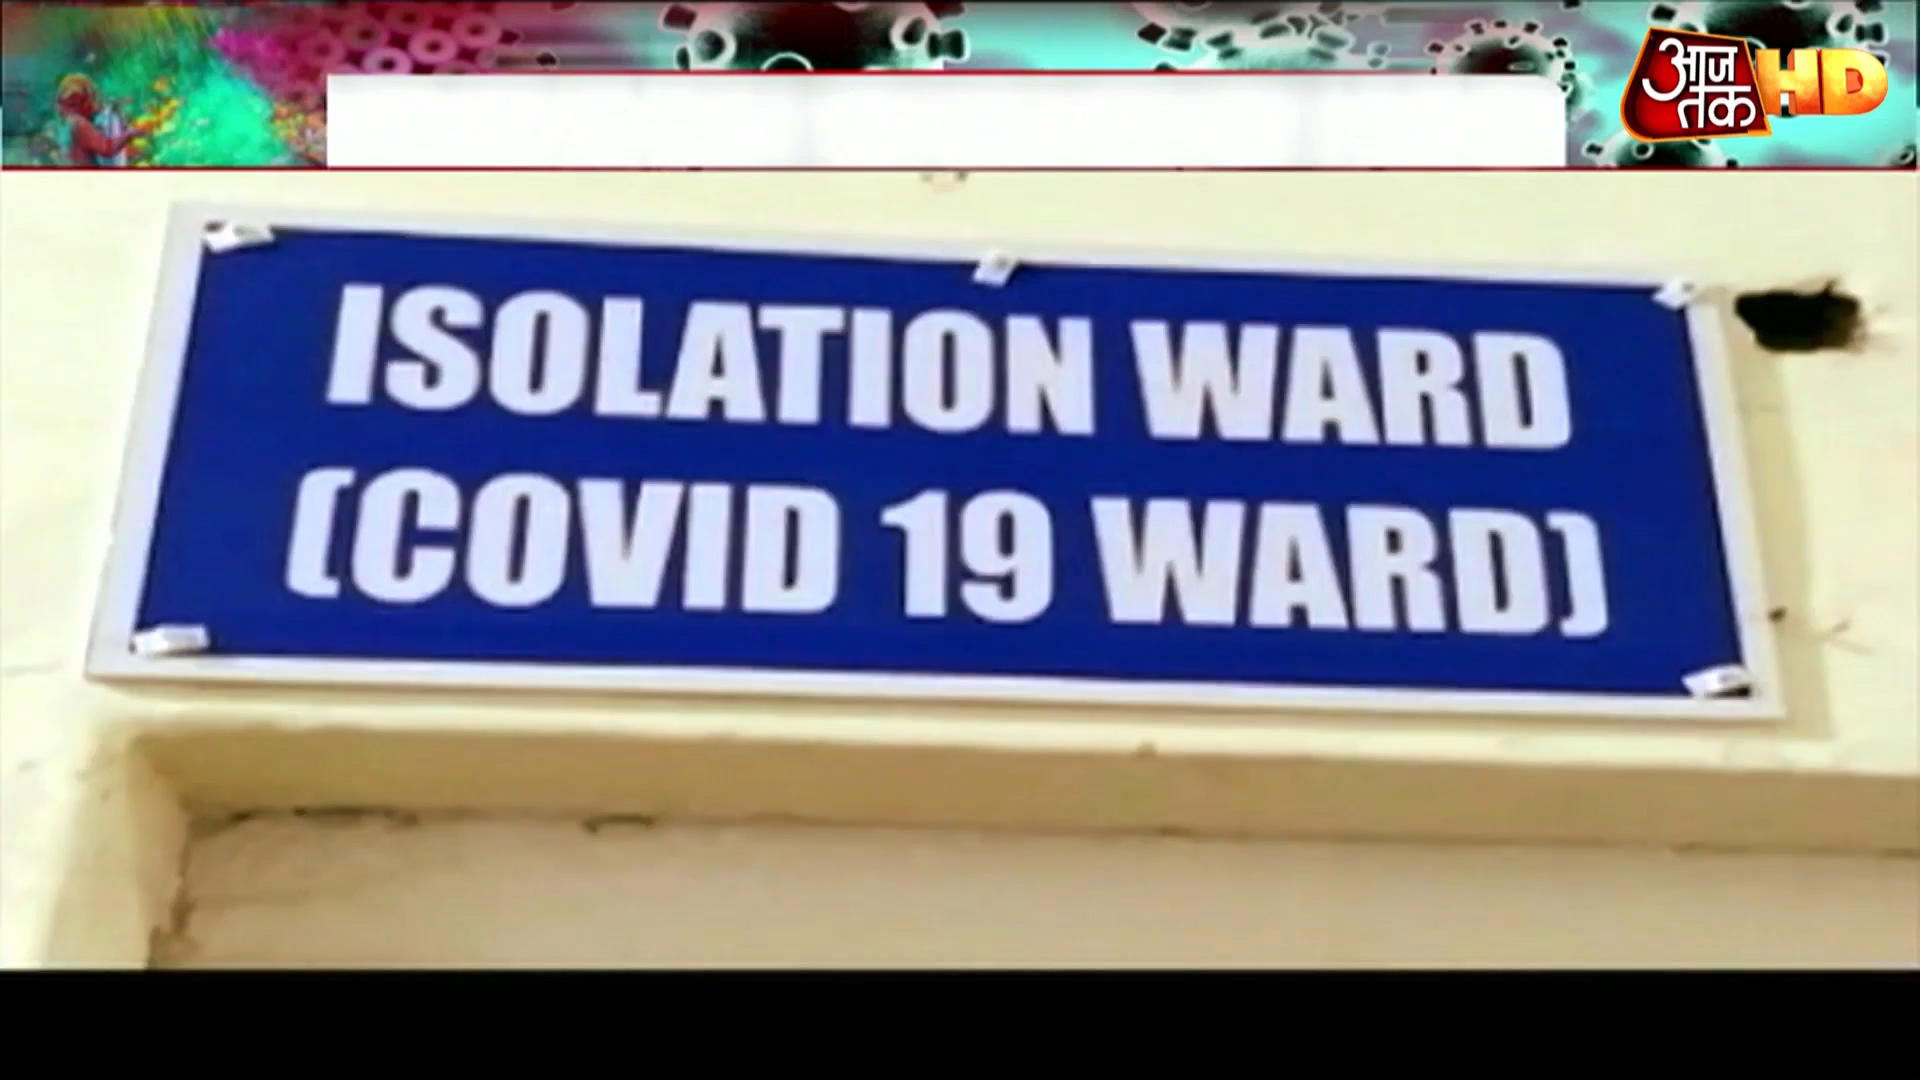 आज
तक HD
ISOLATION WARD
(COVID 19 WARD)